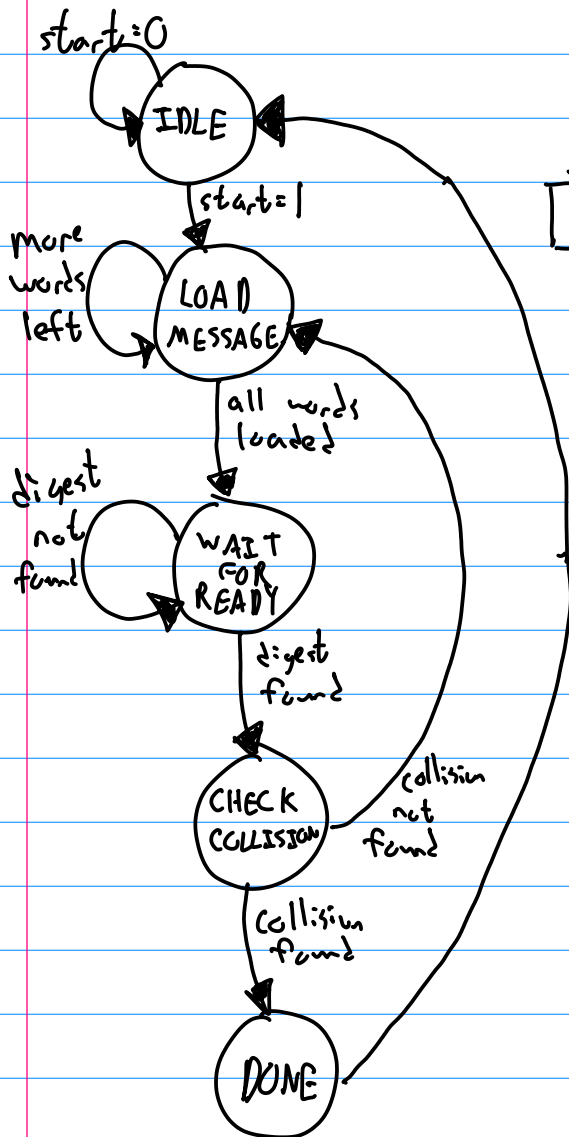 start=0
IDLE
start=1
more
words
left
LOAD
MESSAGE
all words
loaded
digest
not
found
WAIT
FOR
READY
digest
found
CHECK
COLLISION
collision
not
found
collision
found
DONE